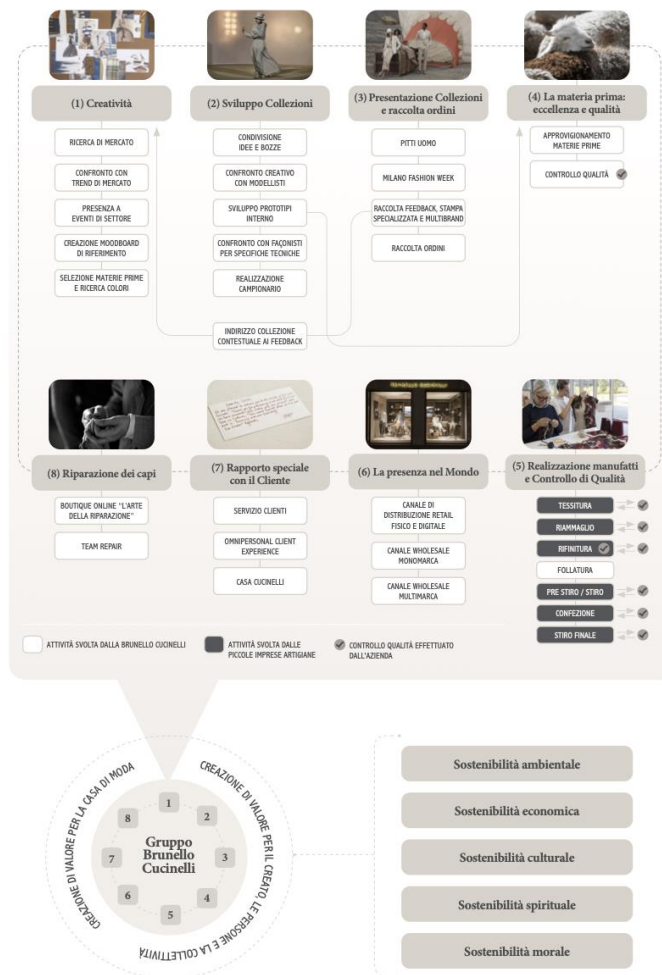 (1) Creatività
RICERCA DI MERCATO
CONFRONTO CON
TREND DI MERCATO
PRESENZA A
EVENTI DI SETTORE
CREAZIONE MOODBOARD
DI RIFERIMENTO
SELEZIONE MATERIE PRIME
E RICERCA COLORI
(2) Sviluppo Collezioni
CONDIVISIONE
IDEE E BOZZE
CONFRONTO CREATIVO
CON MODELLISTI
SVILUPPO PROTOTIPI
INTERNO
CONFRONTO CON FAÇONISTI
PER SPECIFICHE TECNICHE
REALIZZAZIONE
CAMPIONARIO
INDIRIZZO COLLEZIONE
CONTESTUALE AI FEEDBACK
(3) Presentazione Collezioni
e raccolta ordini
PITTI UOMO
MILANO FASHION WEEK
RACCOLTA FEEDBACK, STAMPA
SPECIALIZZATA E MULTIBRAND
RACCOLTA ORDINI
(4) La materia prima:
eccellenza e qualità
APPROVIGIONAMENTO
MATERIE PRIME
CONTROLLO QUALITÀ
(8) Riparazione dei capi
BOUTIQUE ONLINE "L'ARTE
DELLA RIPARAZIONE"
TEAM REPAIR
(7) Rapporto speciale
con il Cliente
SERVIZIO CLIENTI
OMNIPERSONAL CLIENT
EXPERIENCE
CASA CUCINELLI
(6) La presenza nel Mondo
CANALE DI
DISTRIBUZIONE RETAIL
FISICO E DIGITALE
CANALE WHOLESALE
MONOMARCA
CANALE WHOLESALE
MULTIMARCA
(5) Realizzazione manufatti
e Controllo di Qualità
TESSITURA
RIAMMAGLIO
RIFINITURA
FOLLATURA
PRE STIRO / STIRO
CONFEZIONE
STIRO FINALE
ATTIVITÀ SVOLTA DALLA BRUNELLO CUCINELLI
ATTIVITÀ SVOLTA DALLE
PICCOLE IMPRESE ARTIGIANE
CONTROLLO QUALITÀ EFFETTUATO
DALL'AZIENDA
CREAZIONE DI VALORE PER LA CASA DI MODA
CREAZIONE DI VALORE PER IL CREATO, LE PERSONE E LA COLLETTIVITÀ
1
2
3
4
5
6
7
8
Gruppo
Brunello
Cucinelli
Sostenibilità ambientale
Sostenibilità economica
Sostenibilità culturale
Sostenibilità spirituale
Sostenibilità morale